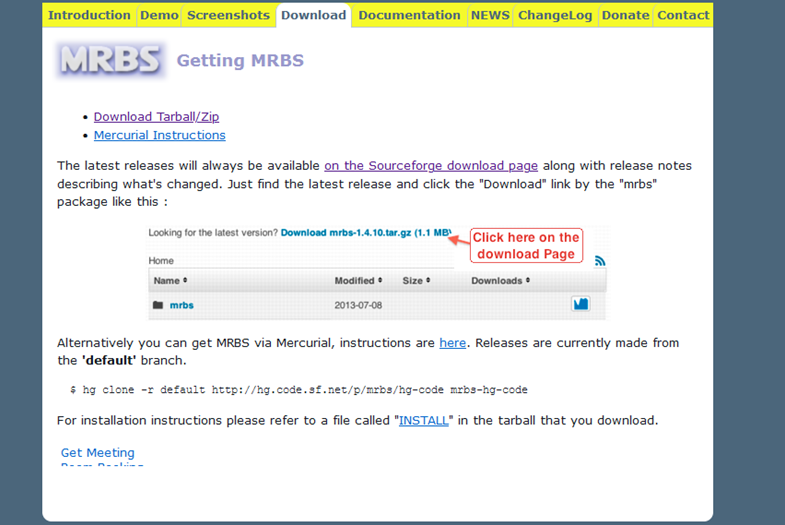 Introduction Demo Screenshots Download Documentation NEWS ChangeLog Donate Contact
MRBS Getting MRBS
• Download Tarball/Zip
• Mercurial Instructions
The latest releases will always be available on the Sourceforge download page along with release notes
describing what's changed. Just find the latest release and click the "Download" link by the "mrbs"
package like this :
Looking for the latest version? Download mrbs-1.4.10.tar.gz (1.1 MB)
Click here on the
download Page
Home
Name Modified Size Downloads
mrbs 2013-07-08
Alternatively you can get MRBS via Mercurial, instructions are here. Releases are currently made from
the 'default' branch.
$ hg clone -r default http://hg.code.sf.net/p/mrbs/hg-code mrbs-hg-code
For installation instructions please refer to a file called "INSTALL" in the tarball that you download.
Get Meeting
Room Booking